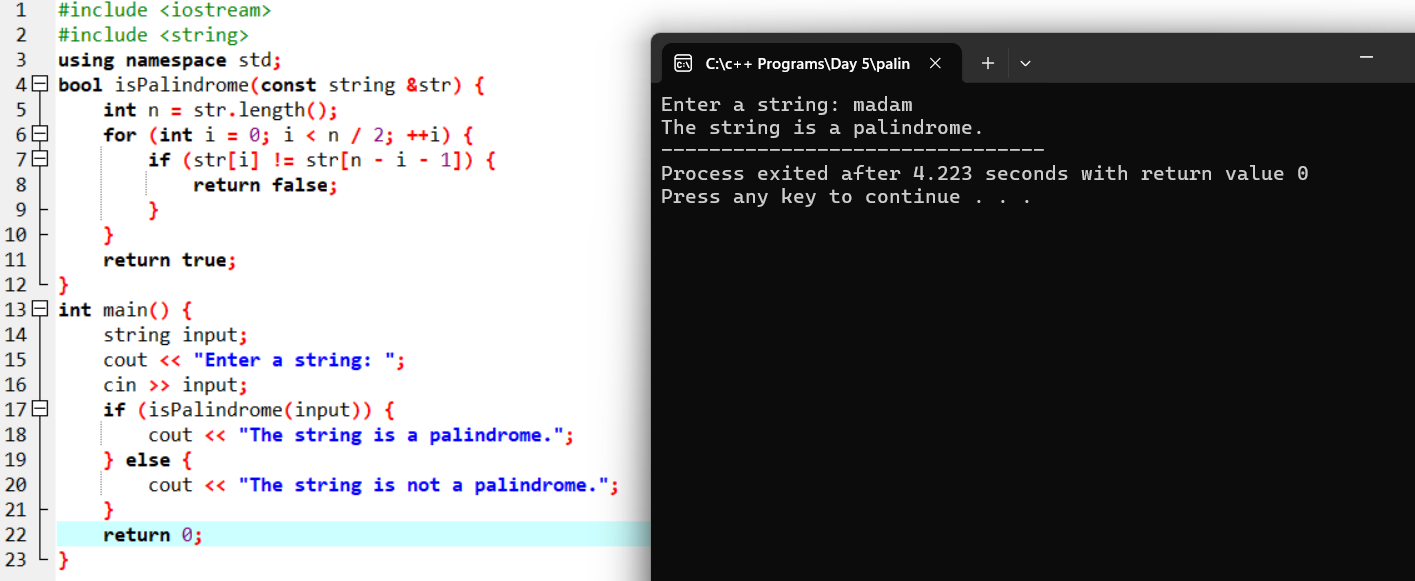 1 #include <iostream>
2 #include <string>
3 using namespace std;
4 bool isPalindrome(const string &str) {
5     int n = str.length();
6     for (int i = 0; i < n / 2; ++i) {
7         if (str[i] != str[n - i - 1]) {
8             return false;
9         }
10     }
11     return true;
12 }
13 int main() {
14     string input;
15     cout << "Enter a string: ";
16     cin >> input;
17     if (isPalindrome(input)) {
18         cout << "The string is a palindrome.";
19     } else {
20         cout << "The string is not a palindrome.";
21     }
22     return 0;
23 }
C:\c++ Programs\Day 5\palin
Enter a string: madam
The string is a palindrome.
--------------------------------
Process exited after 4.223 seconds with return value 0
Press any key to continue . . .